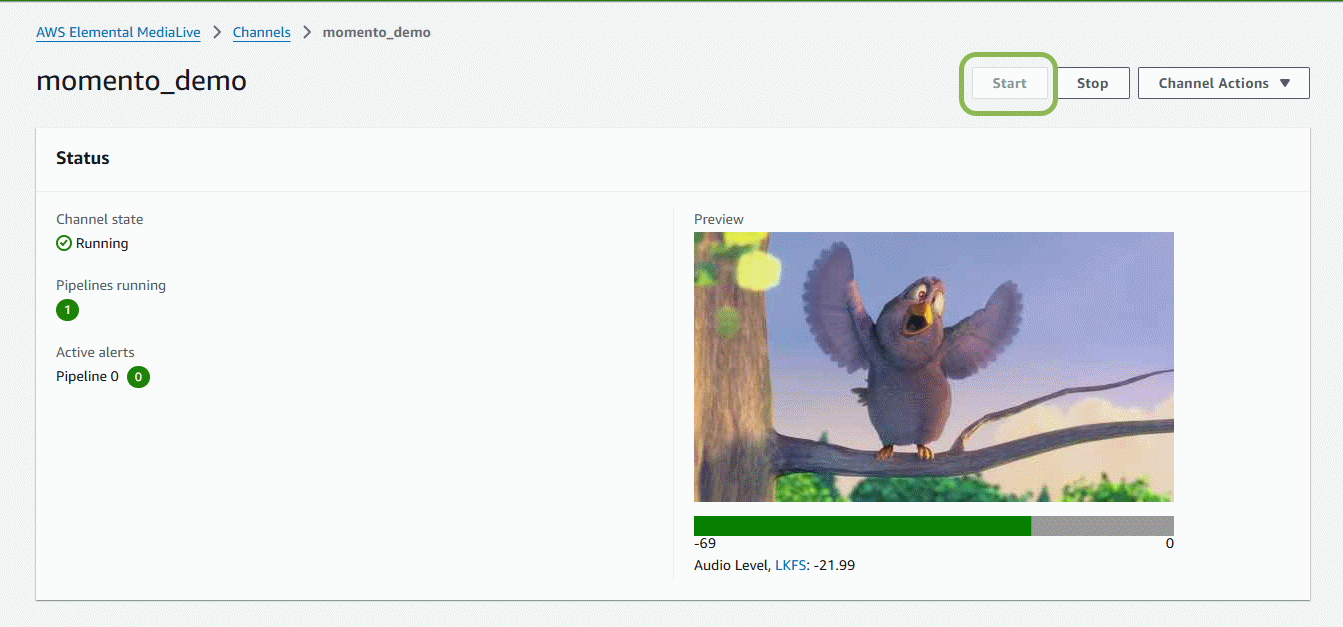 AWS Elemental MediaLive > Channels > momento_demo
momento_demo
Start Stop Channel Actions ▼
Status
Channel state
Running
Pipelines running
1
Active alerts
Pipeline 0 0
Preview
-69 0
Audio Level, LKFS: -21.99